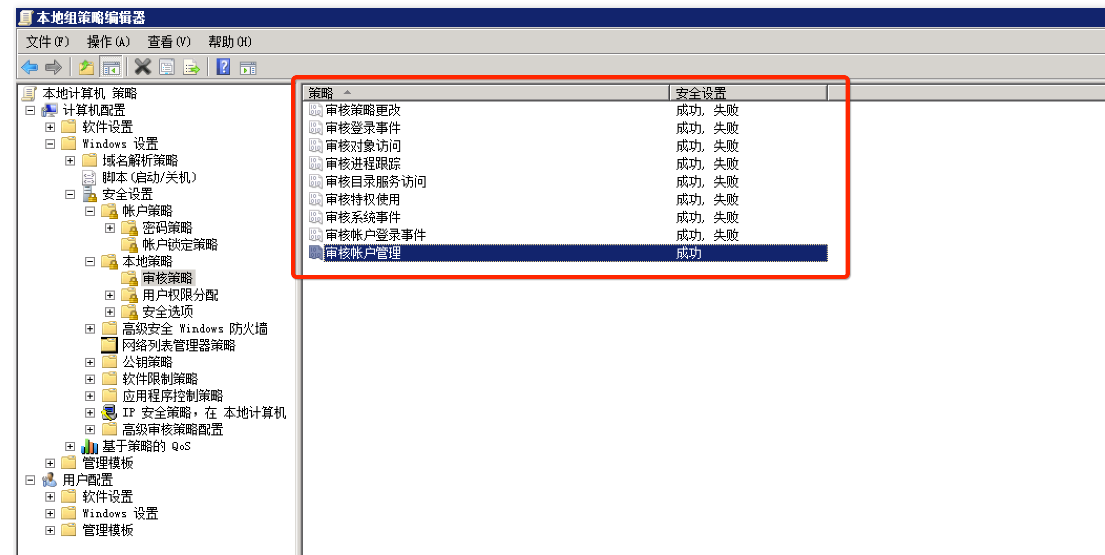 本地组策略编辑器
文件(F) 操作(A) 查看(V) 帮助(H)
本地计算机 策略
计算机配置
软件设置
Windows 设置
域名解析策略
脚本(启动/关机)
安全设置
帐户策略
密码策略
帐户锁定策略
本地策略
审核策略
用户权限分配
安全选项
高级安全 Windows 防火墙
网络列表管理器策略
公钥策略
软件限制策略
应用程序控制策略
IP 安全策略，在 本地计算机
高级审核策略配置
基于策略的 QoS
管理模板
用户配置
软件设置
Windows 设置
管理模板
策略 安全设置
审核策略更改 成功, 失败
审核登录事件 成功, 失败
审核对象访问 成功, 失败
审核进程跟踪 成功, 失败
审核目录服务访问 成功, 失败
审核特权使用 成功, 失败
审核系统事件 成功, 失败
审核帐户登录事件 成功, 失败
审核帐户管理 成功